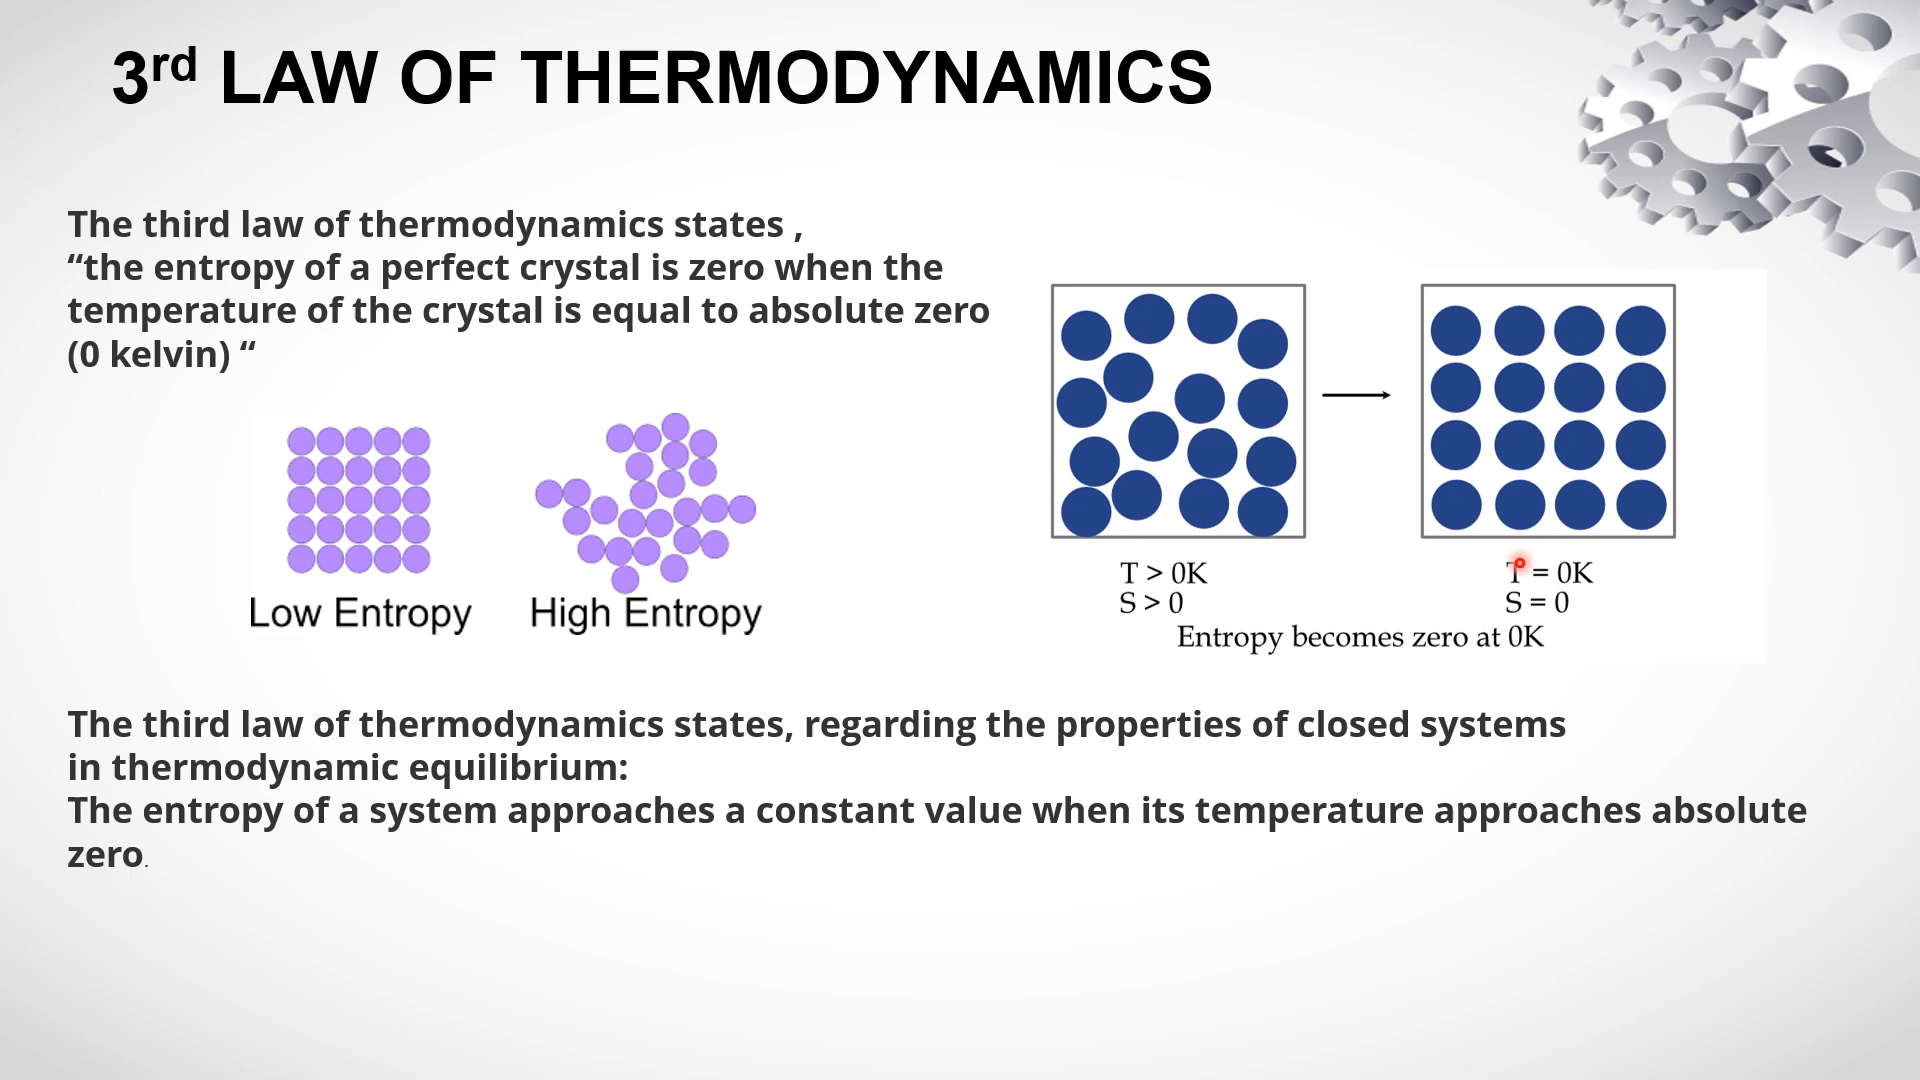 3rd LAW OF THERMODYNAMICS
The third law of thermodynamics states ,
“the entropy of a perfect crystal is zero when the
temperature of the crystal is equal to absolute zero
(0 kelvin) “
Low Entropy
High Entropy
T > 0K
S > 0
T = 0K
S = 0
Entropy becomes zero at 0K
The third law of thermodynamics states, regarding the properties of closed systems
in thermodynamic equilibrium:
The entropy of a system approaches a constant value when its temperature approaches absolute
zero.